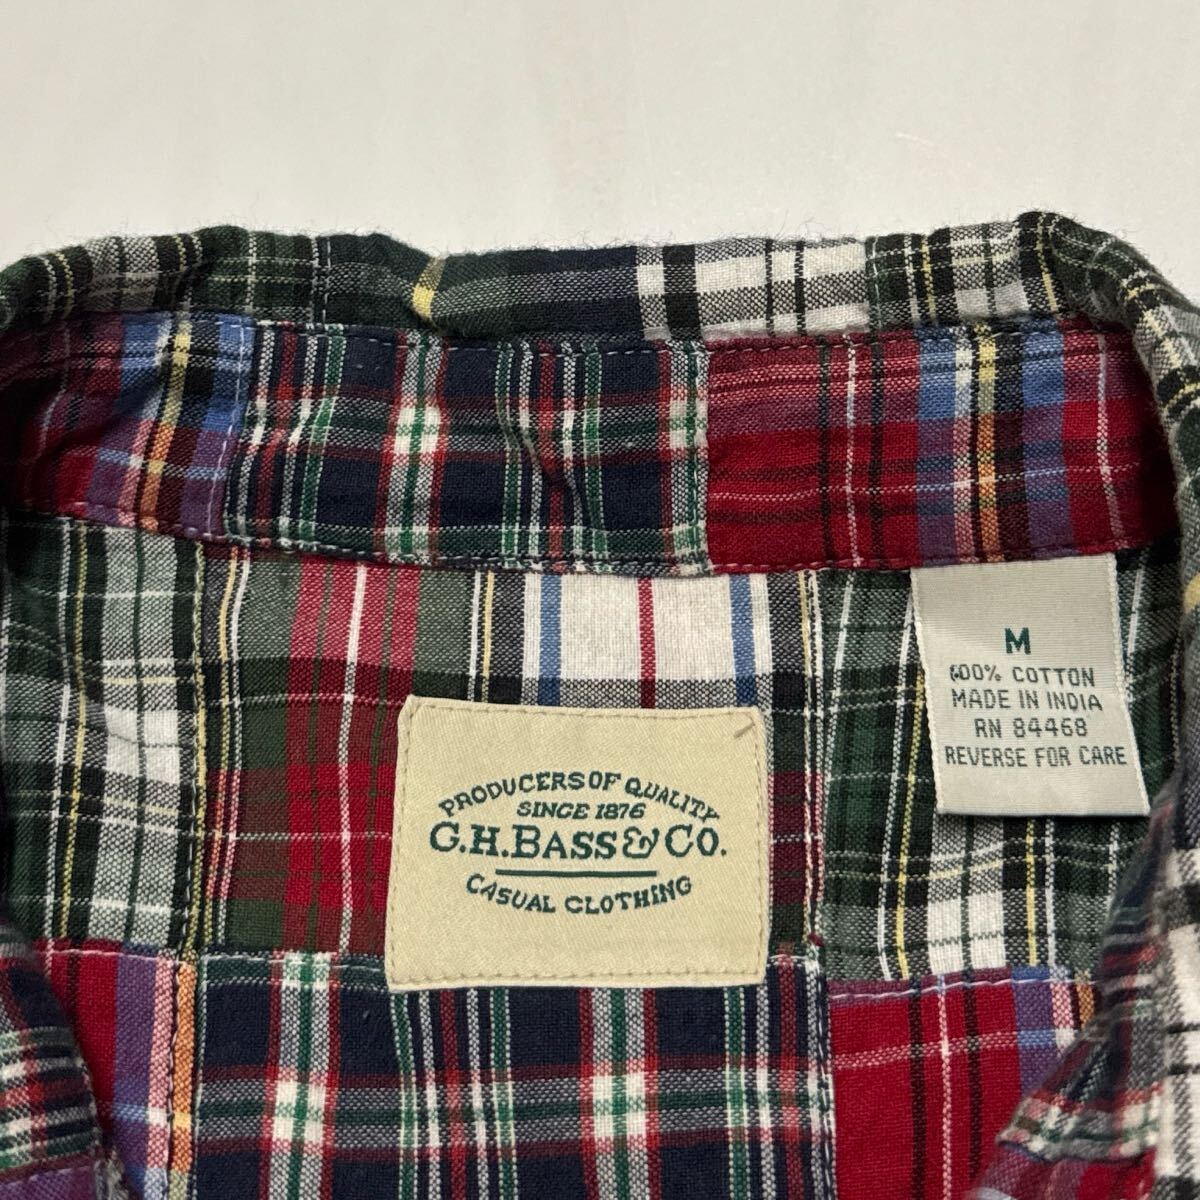 PRODUCERS OF QUALITY
SINCE 1876
G.H.BASS & CO.
CASUAL CLOTHING
M
100% COTTON
MADE IN INDIA
RN 84468
REVERSE FOR CARE